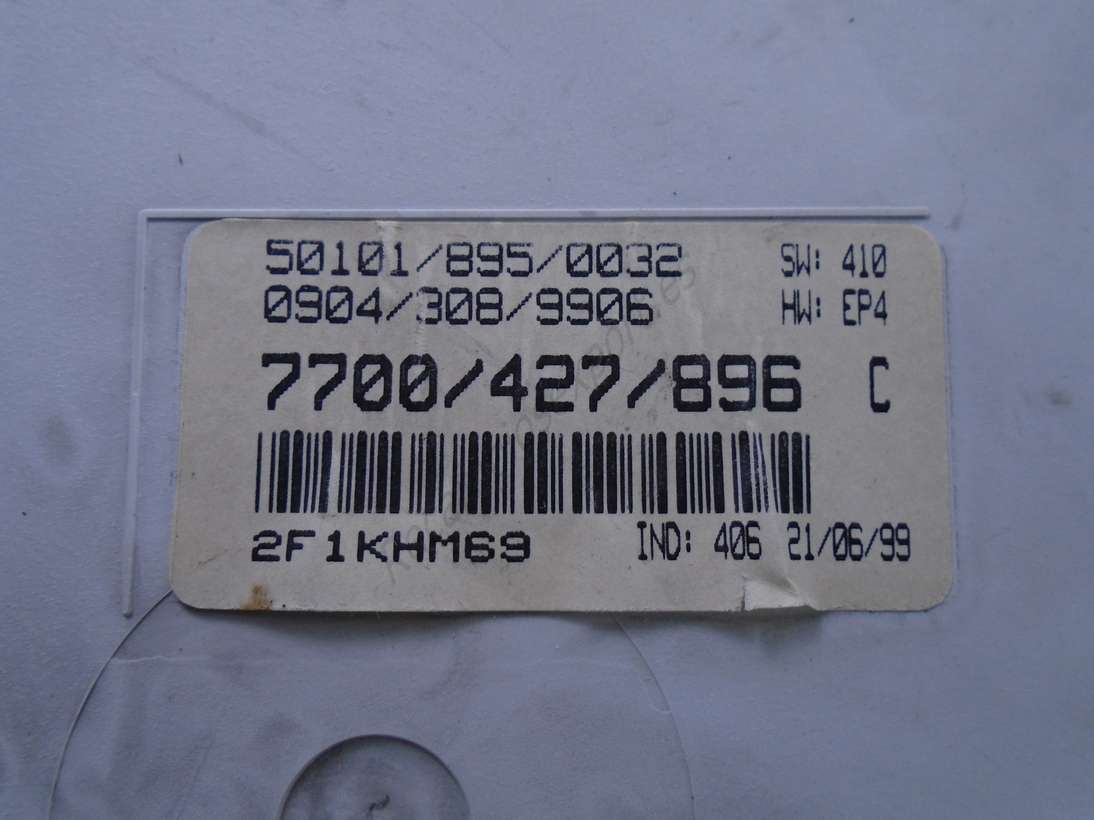 50101/895/0032 SW: 410
0904/308/9906 HW: EP4
7700/427/896 C
2F1KHM69 IND: 406 21/06/99